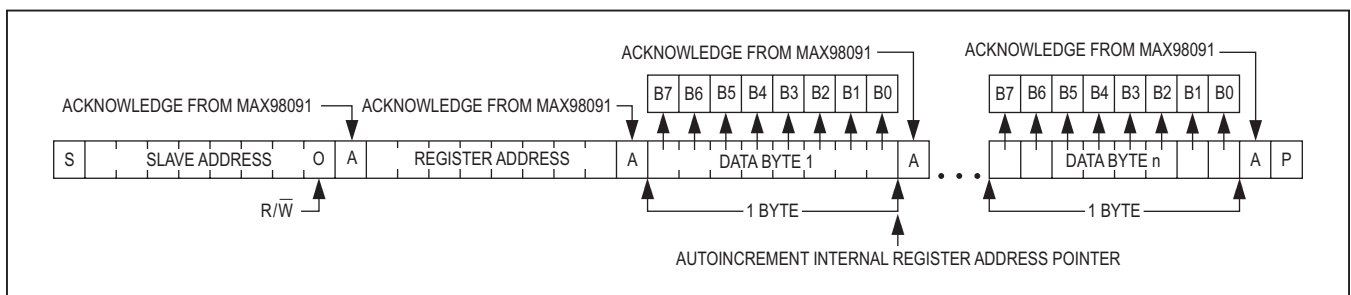 ACKNOWLEDGE FROM MAX98091
ACKNOWLEDGE FROM MAX98091
B7 B6 B5 B4 B3 B2 B1 B0
B7 B6 B5 B4 B3 B2 B1 B0
ACKNOWLEDGE FROM MAX98091
ACKNOWLEDGE FROM MAX98091
S SLAVE ADDRESS O A REGISTER ADDRESS A DATA BYTE 1 A • • • DATA BYTE n A P
R/W̅
1 BYTE
1 BYTE
AUTOINCREMENT INTERNAL REGISTER ADDRESS POINTER